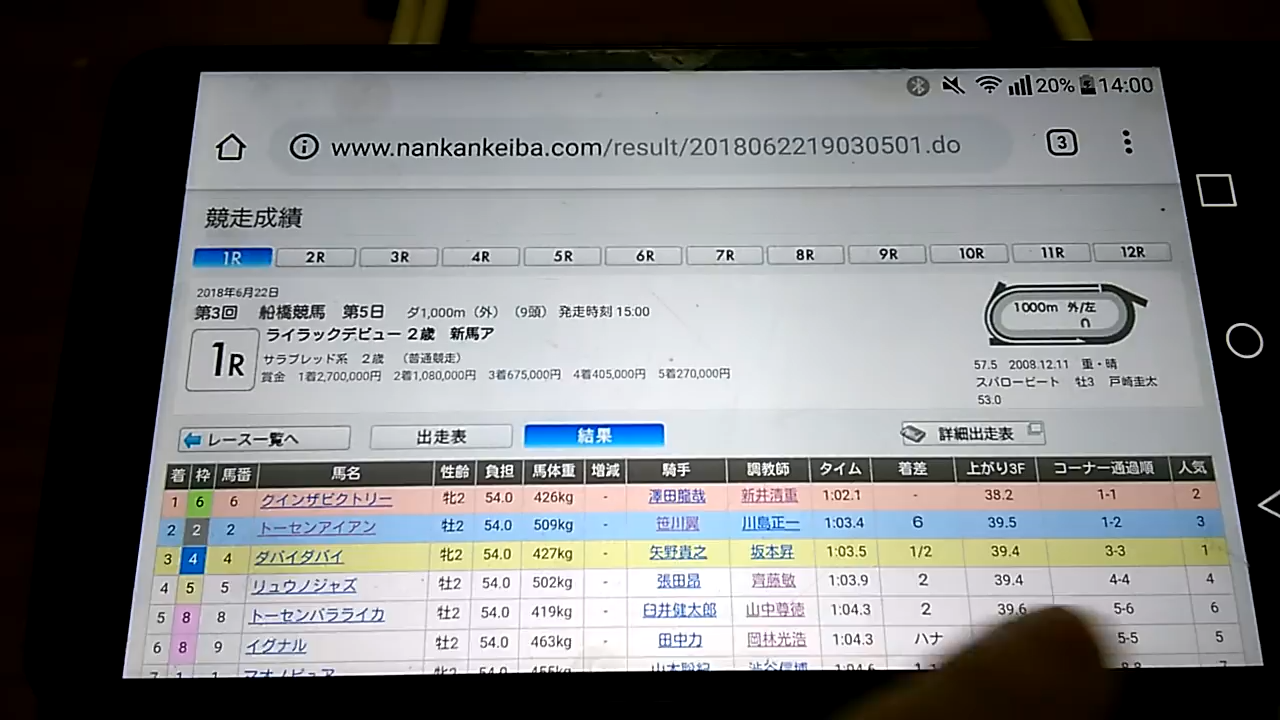 20% 14:00
www.nankankeiba.com/result/2018062219030501.do 3
競走成績
1R 2R 3R 4R 5R 6R 7R 8R 9R 10R 11R 12R
2018年6月22日
第3回 船橋競馬 第5日 ダ1,000m（外）（9頭）発走時刻 15:00
1R
ライラックデビュー 2歳 新馬ア
サラブレッド系 2歳 （普通競走）
賞金 1着2,700,000円 2着1,080,000円 3着675,000円 4着405,000円 5着270,000円
1000m 外/左
57.5 2008.12.11 重・晴
スパロービート 牡3 戸崎圭太
53.0
レース一覧へ 出走表 結果 詳細出走表
着 枠 馬番 馬名 性齢 負担 馬体重 増減 騎手 調教師 タイム 着差 上がり3F コーナー通過順 人気
1 6 6 クインザビクトリー 牝2 54.0 426kg - 澤田龍哉 新井清重 1:02.1 - 38.2 1-1 2
2 2 2 トーセンアイアン 牡2 54.0 509kg - 笹川翼 川島正一 1:03.4 6 39.5 1-2 3
3 4 4 ダバイダバイ 牝2 54.0 427kg - 矢野貴之 坂本昇 1:03.5 1/2 39.4 3-3 1
4 5 5 リュウノジャズ 牡2 54.0 502kg - 張田昂 齊藤敏 1:03.9 2 39.4 4-4 4
5 8 8 トーセンバラライカ 牡2 54.0 419kg - 臼井健太郎 山中尊徳 1:04.3 2 39.6 5-6 6
6 8 9 イグナル 牡2 54.0 463kg - 田中力 岡林光浩 1:04.3 ハナ 5-5 5